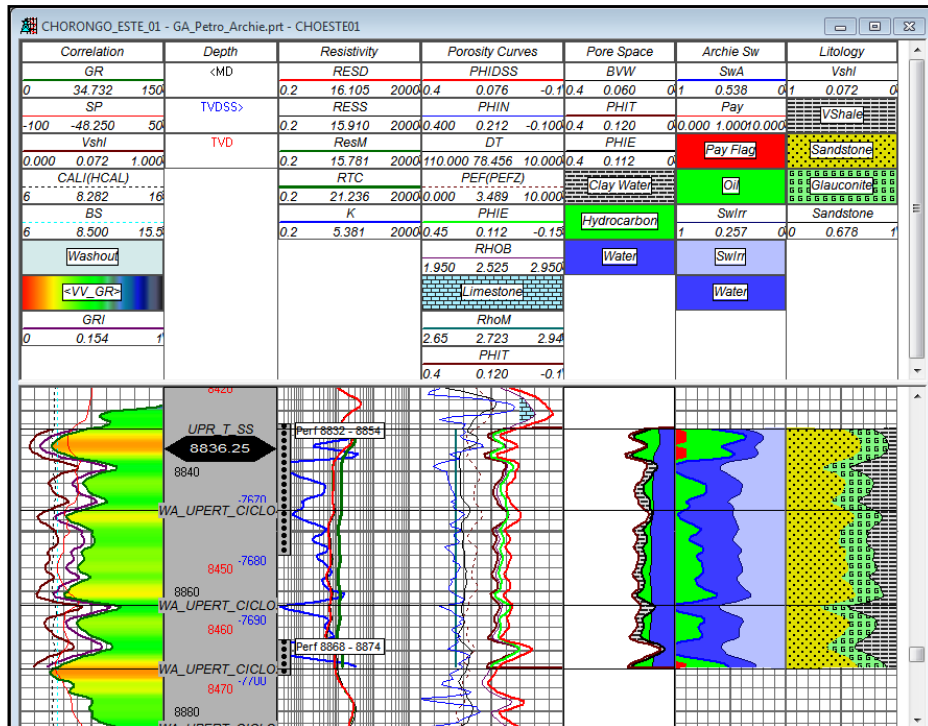 CHORONGO_ESTE_01 - GA_Petro_Archie.prt - CHOESTE01
Correlation Depth Resistivity Porosity Curves Pore Space Archie Sw Litology
GR <MD RESD PHIDSS BVW SwA Vshl
0 34.732 150 0.2 16.105 2000 0.4 0.076 -0.1 0.4 0.060 0 1 0.538 0 1 0.072 0
SP TVDSS> RESS PHIN PHIT Pay VShale
-100 -48.250 50 0.2 15.910 2000 0.400 0.212 -0.100 0.4 0.120 0 0.000 1.000 10.000
Vshl TVD ResM DT PHIE Pay Flag Sandstone
0.000 0.072 1.000 0.2 15.781 2000 110.000 78.456 10.000 0.4 0.112 0
CALI(HCAL) RTC PEF(PEFZ) Clay Water Oil Glauconite
6 8.282 16 0.2 21.236 2000 0.000 3.489 10.000
BS K PHIE Hydrocarbon SwIrr Sandstone
6 8.500 15.5 0.2 5.381 2000 0.45 0.112 -0.15 1 0.257 0 0 0.678 1
Washout RHOB Water SwIrr
1.950 2.525 2.950
<VV_GR> Limestone Water
GRI RhoM
0 0.154 1 2.65 2.723 2.94
PHIT
0.4 0.120 -0.1
8420
UPR_T_SS Perf 8832 - 8854
8836.25
8840
-7670
WA_UPERT_CICLO
-7680
8450
8860
WA_UPERT_CICLO
-7690
8460
Perf 8868 - 8874
WA_UPERT_CICLO
-7700
8470
8880
WA_UPERT_CICLO